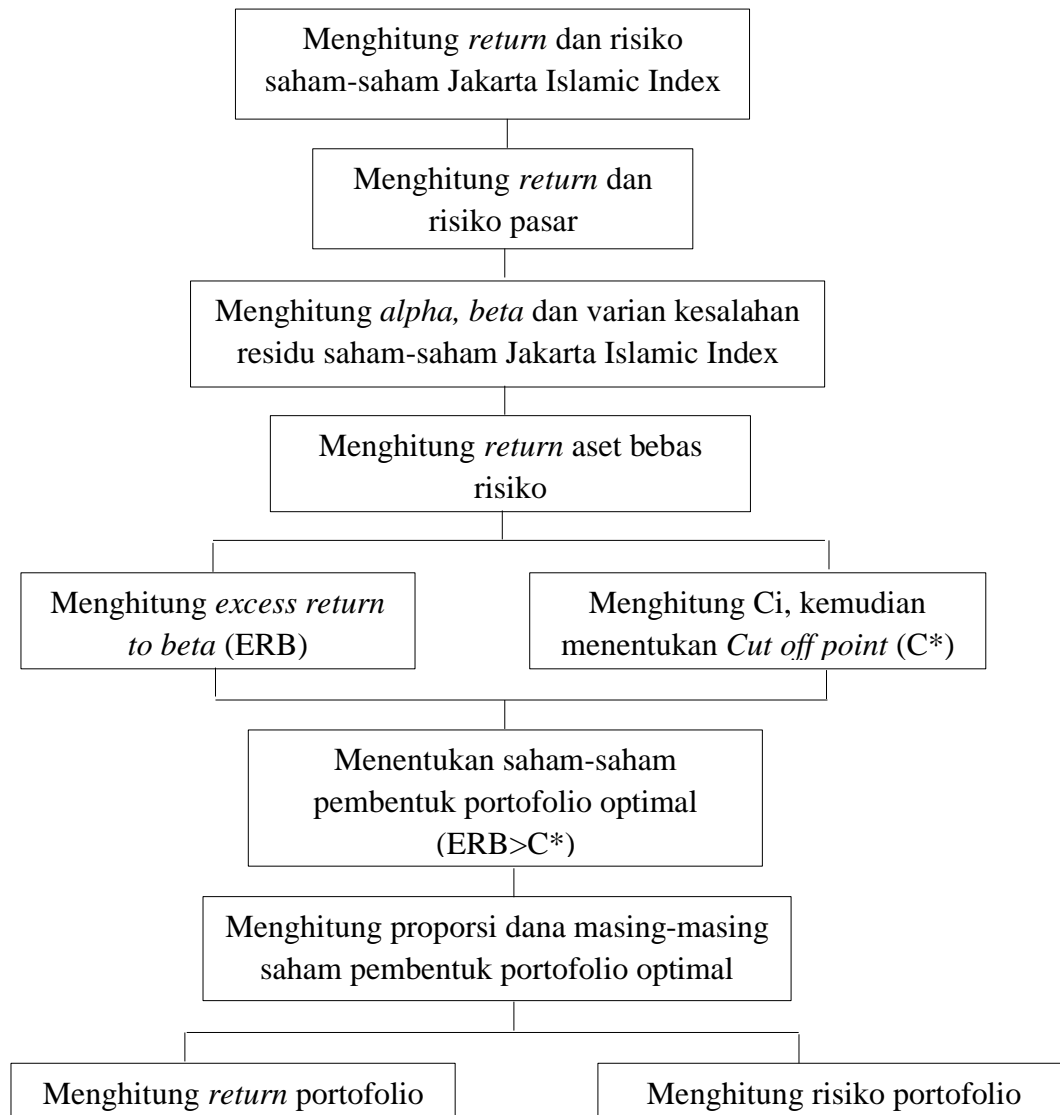 Menghitung return dan risiko
saham-saham Jakarta Islamic Index
Menghitung return dan
risiko pasar
Menghitung alpha, beta dan varian kesalahan
residu saham-saham Jakarta Islamic Index
Menghitung return aset bebas
risiko
Menghitung excess return
to beta (ERB)
Menghitung Ci, kemudian
menentukan Cut off point (C*)
Menentukan saham-saham
pembentuk portofolio optimal
(ERB>C*)
Menghitung proporsi dana masing-masing
saham pembentuk portofolio optimal
Menghitung return portofolio
Menghitung risiko portofolio